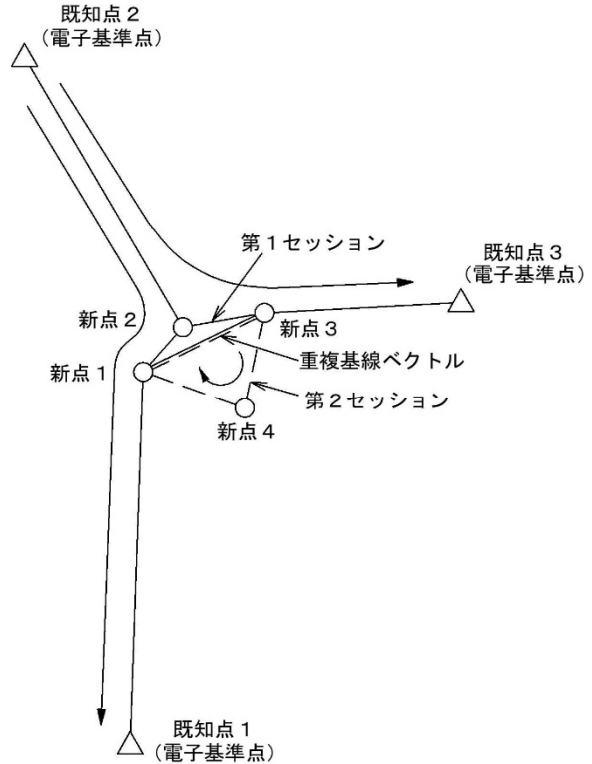 既知点２
（電子基準点）
第１セッション
既知点３
（電子基準点）
新点２
新点３
重複基線ベクトル
新点１
第２セッション
新点４
既知点１
（電子基準点）